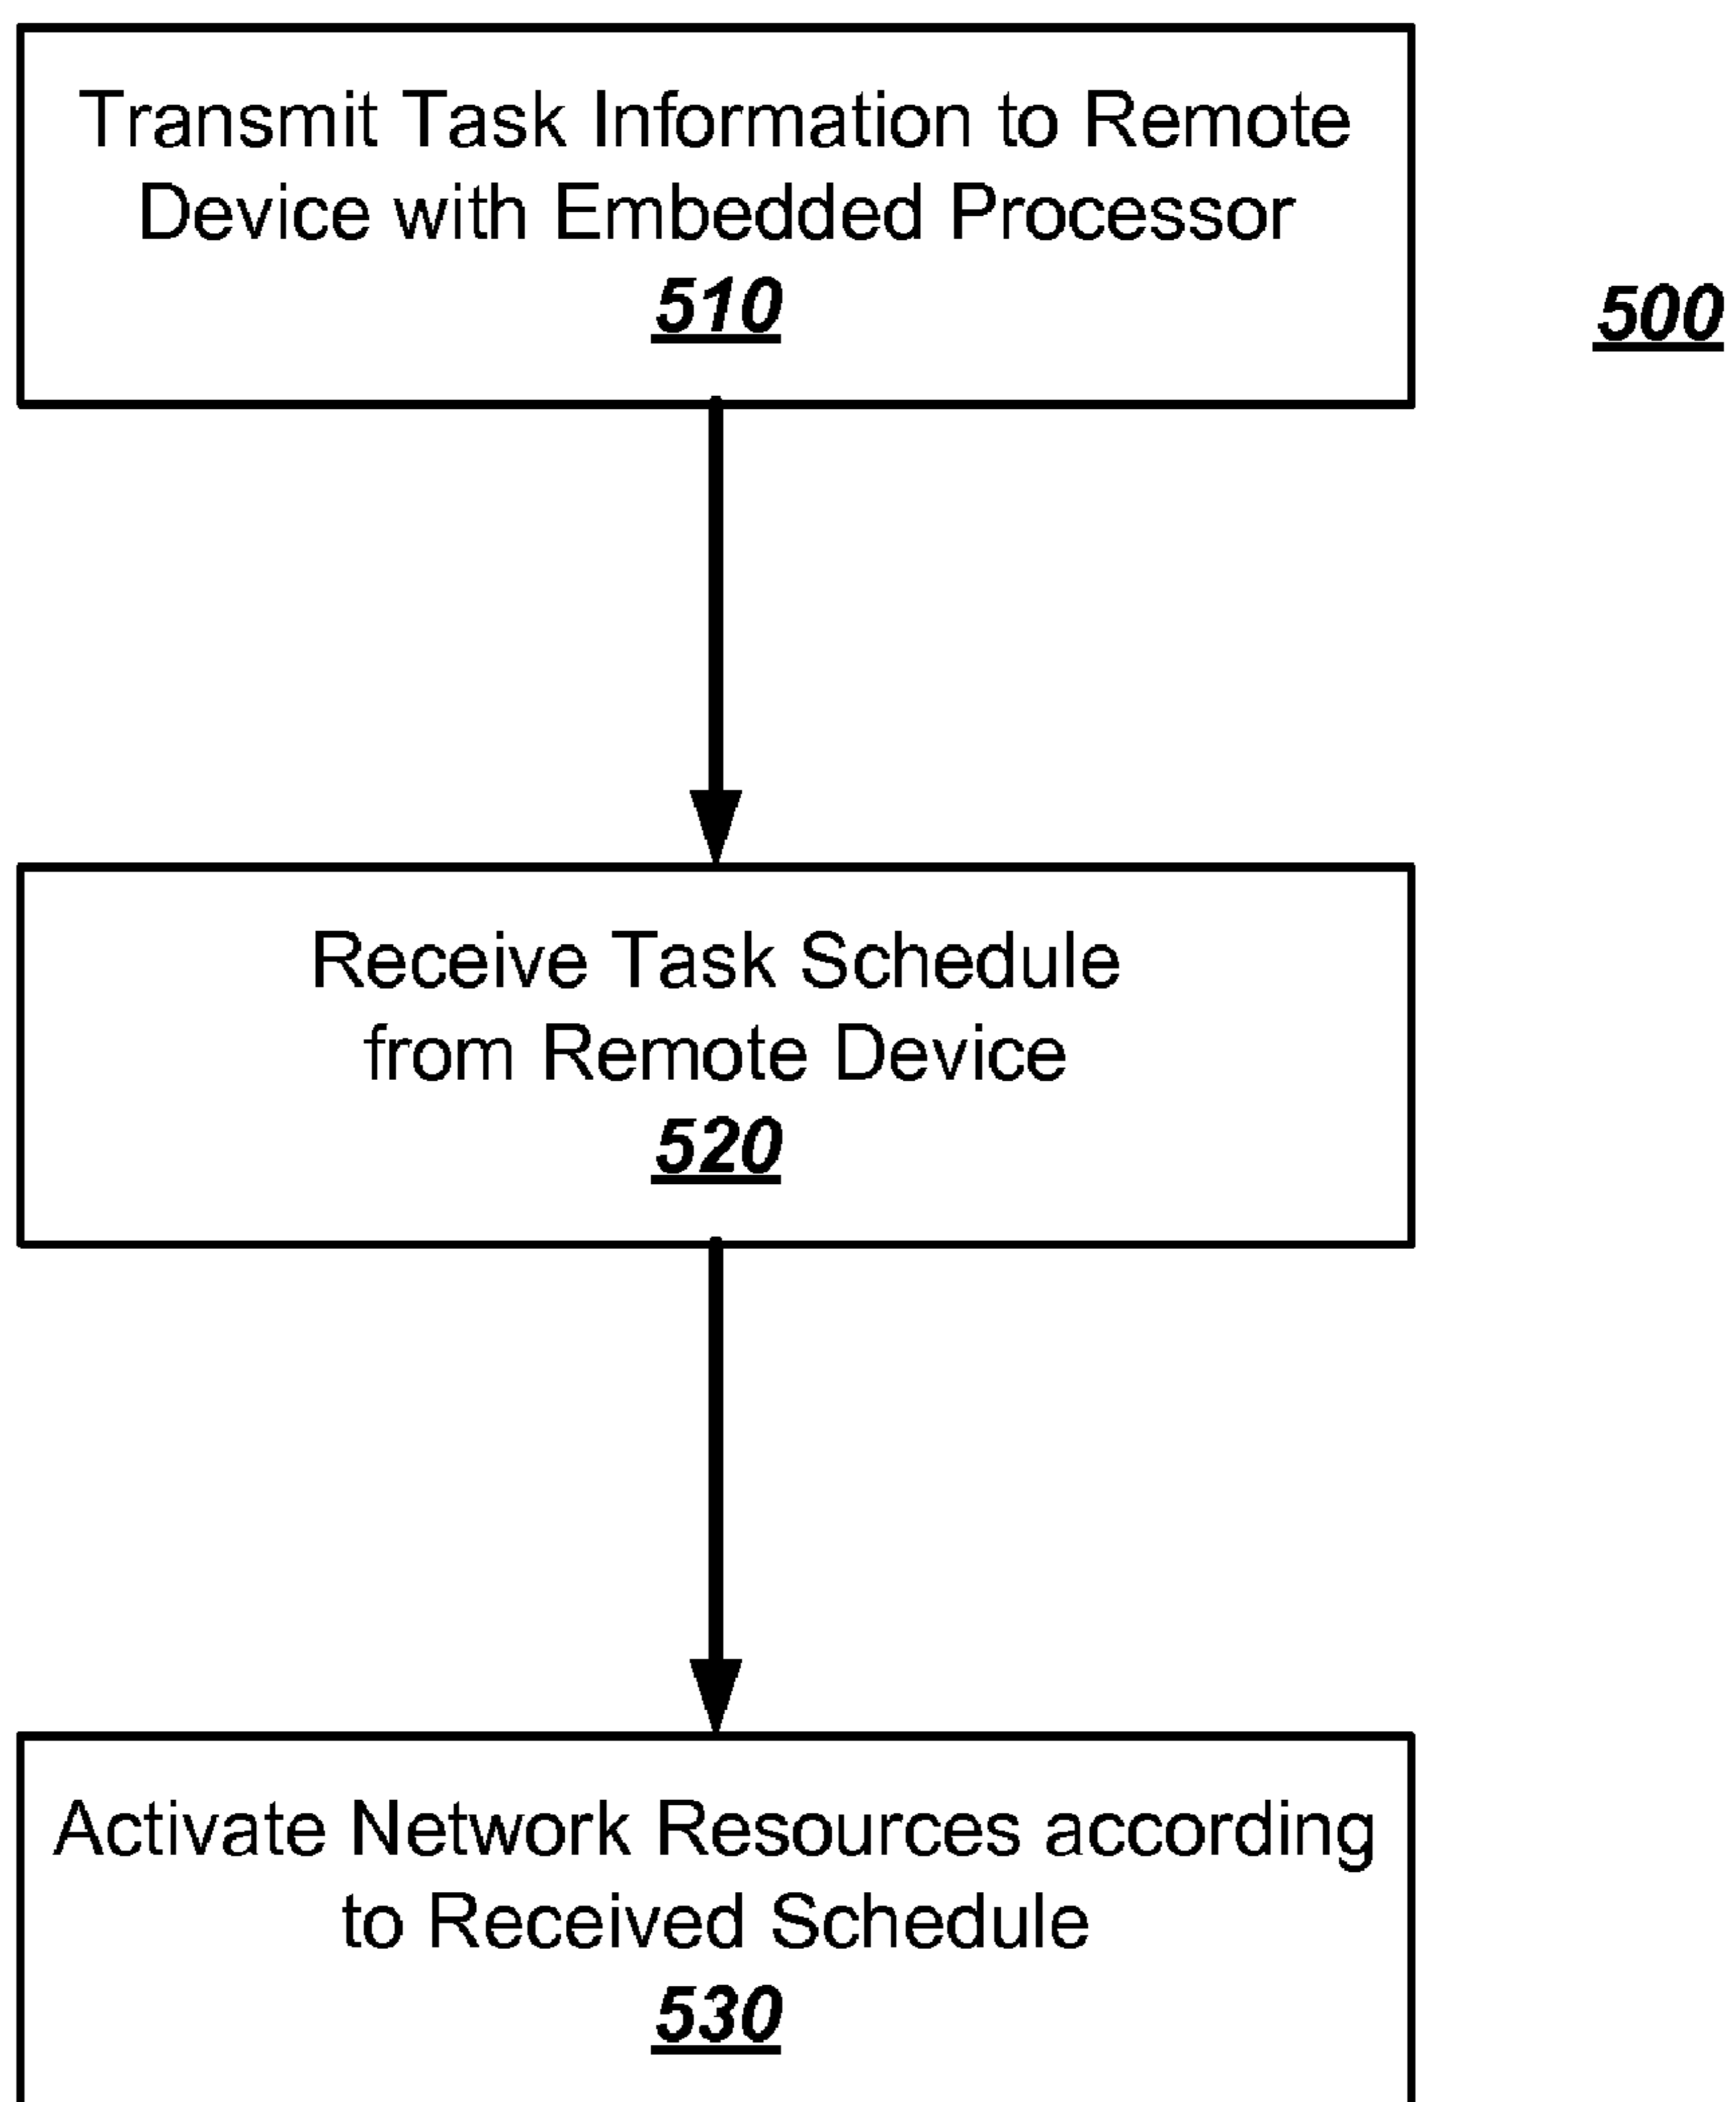 Transmit Task Information to Remote
Device with Embedded Processor
510
500
Receive Task Schedule
from Remote Device
520
Activate Network Resources according
to Received Schedule
530